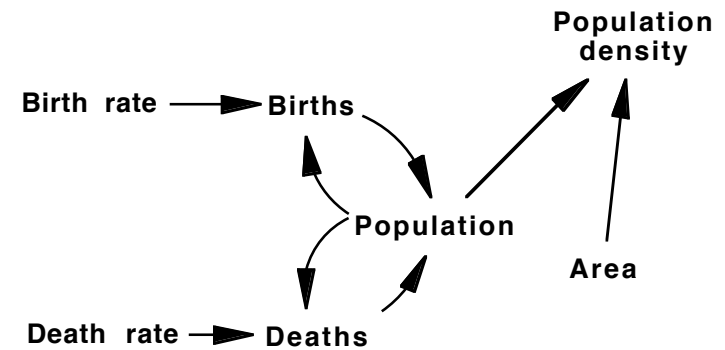 Population
density
Birth rate
Births
Population
Area
Death rate
Deaths